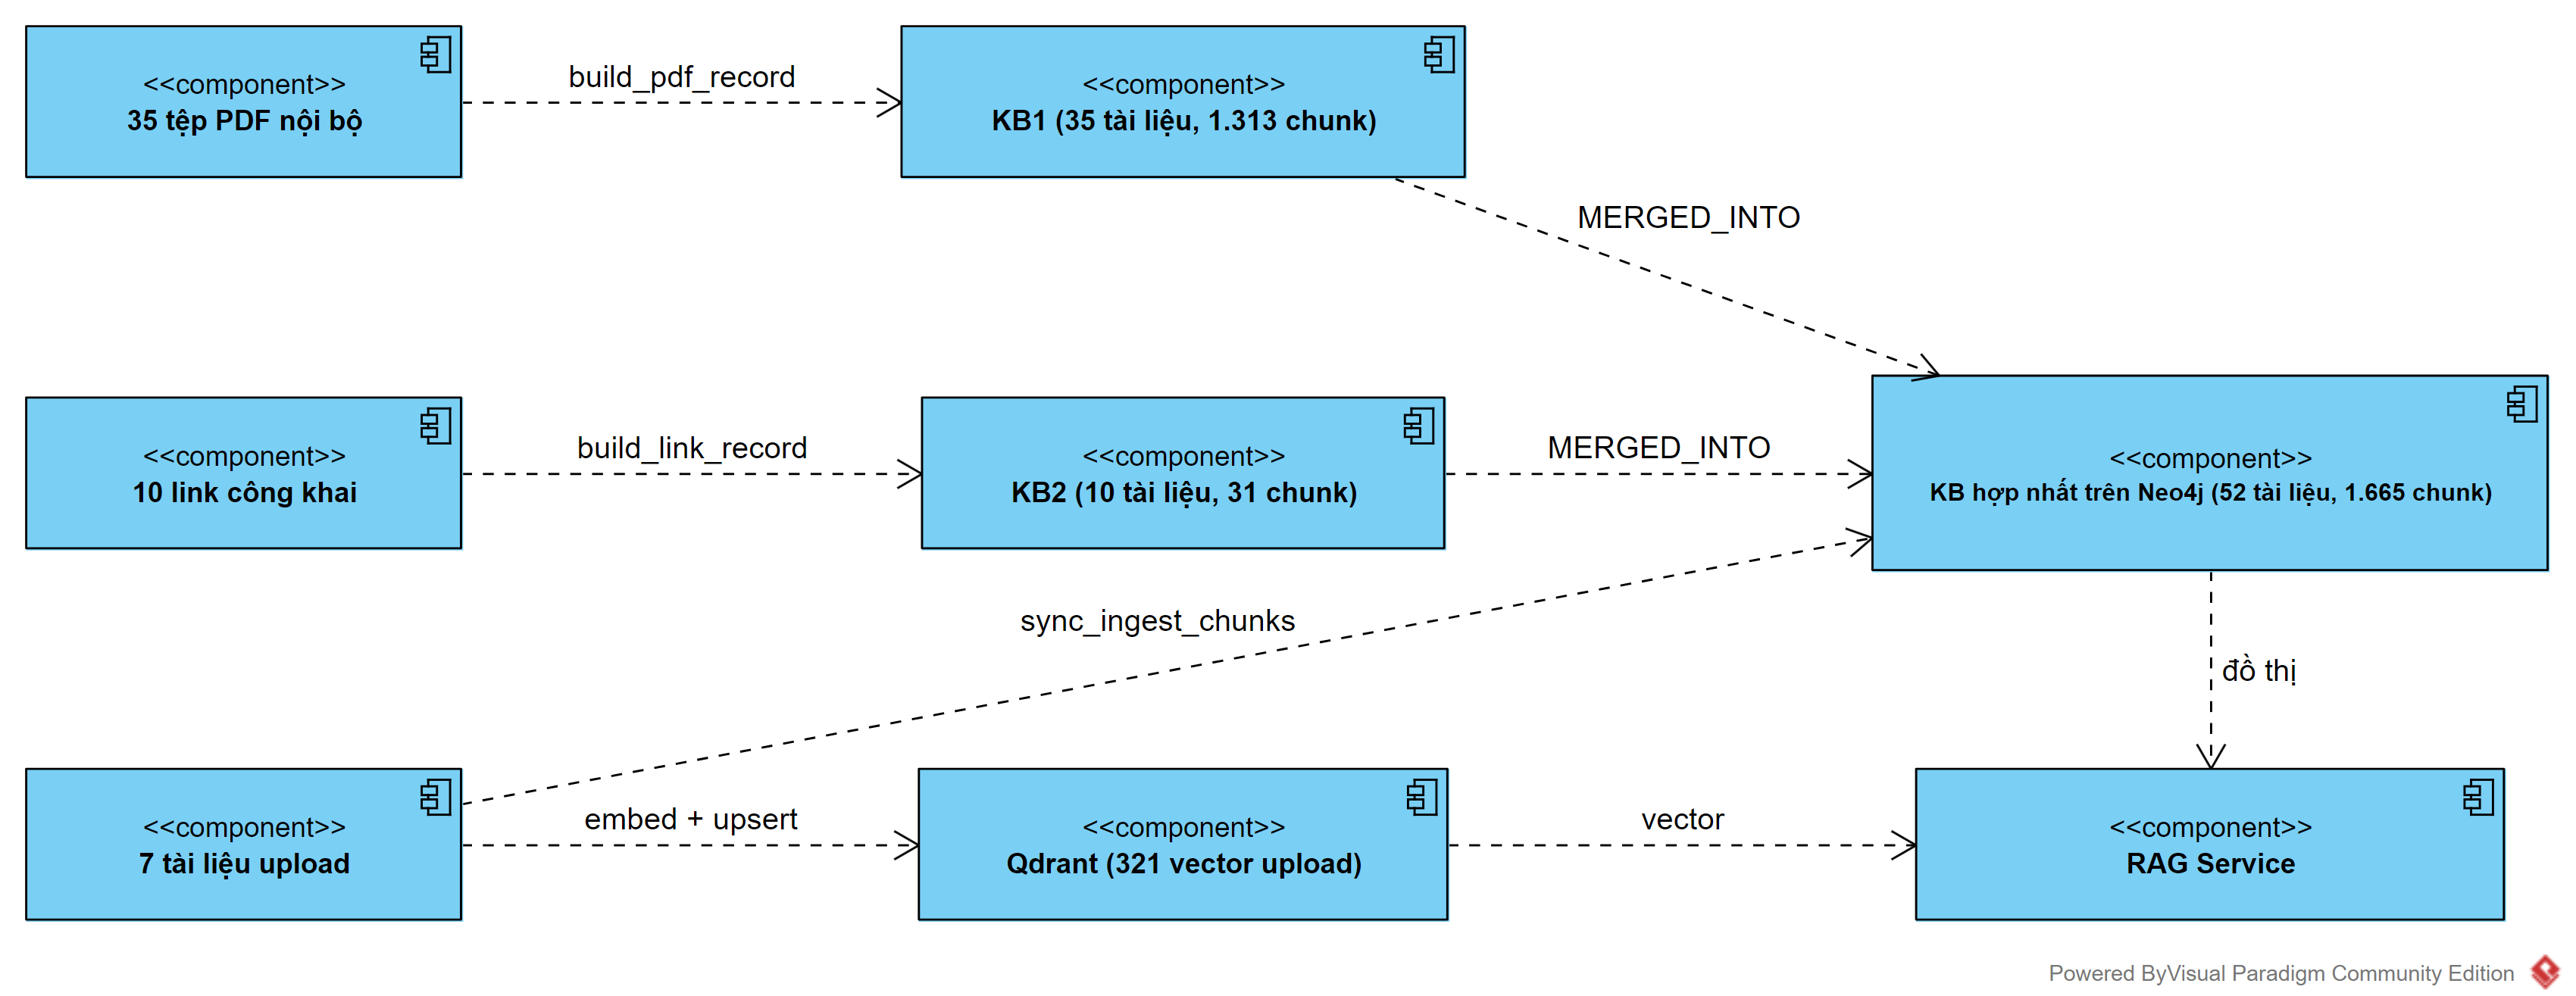 <<component>>
35 tệp PDF nội bộ
build_pdf_record
<<component>>
KB1 (35 tài liệu, 1.313 chunk)
MERGED_INTO
<<component>>
10 link công khai
build_link_record
<<component>>
KB2 (10 tài liệu, 31 chunk)
MERGED_INTO
<<component>>
KB hợp nhất trên Neo4j (52 tài liệu, 1.665 chunk)
sync_ingest_chunks
đồ thị
<<component>>
7 tài liệu upload
embed + upsert
<<component>>
Qdrant (321 vector upload)
vector
<<component>>
RAG Service
Powered ByVisual Paradigm Community Edition